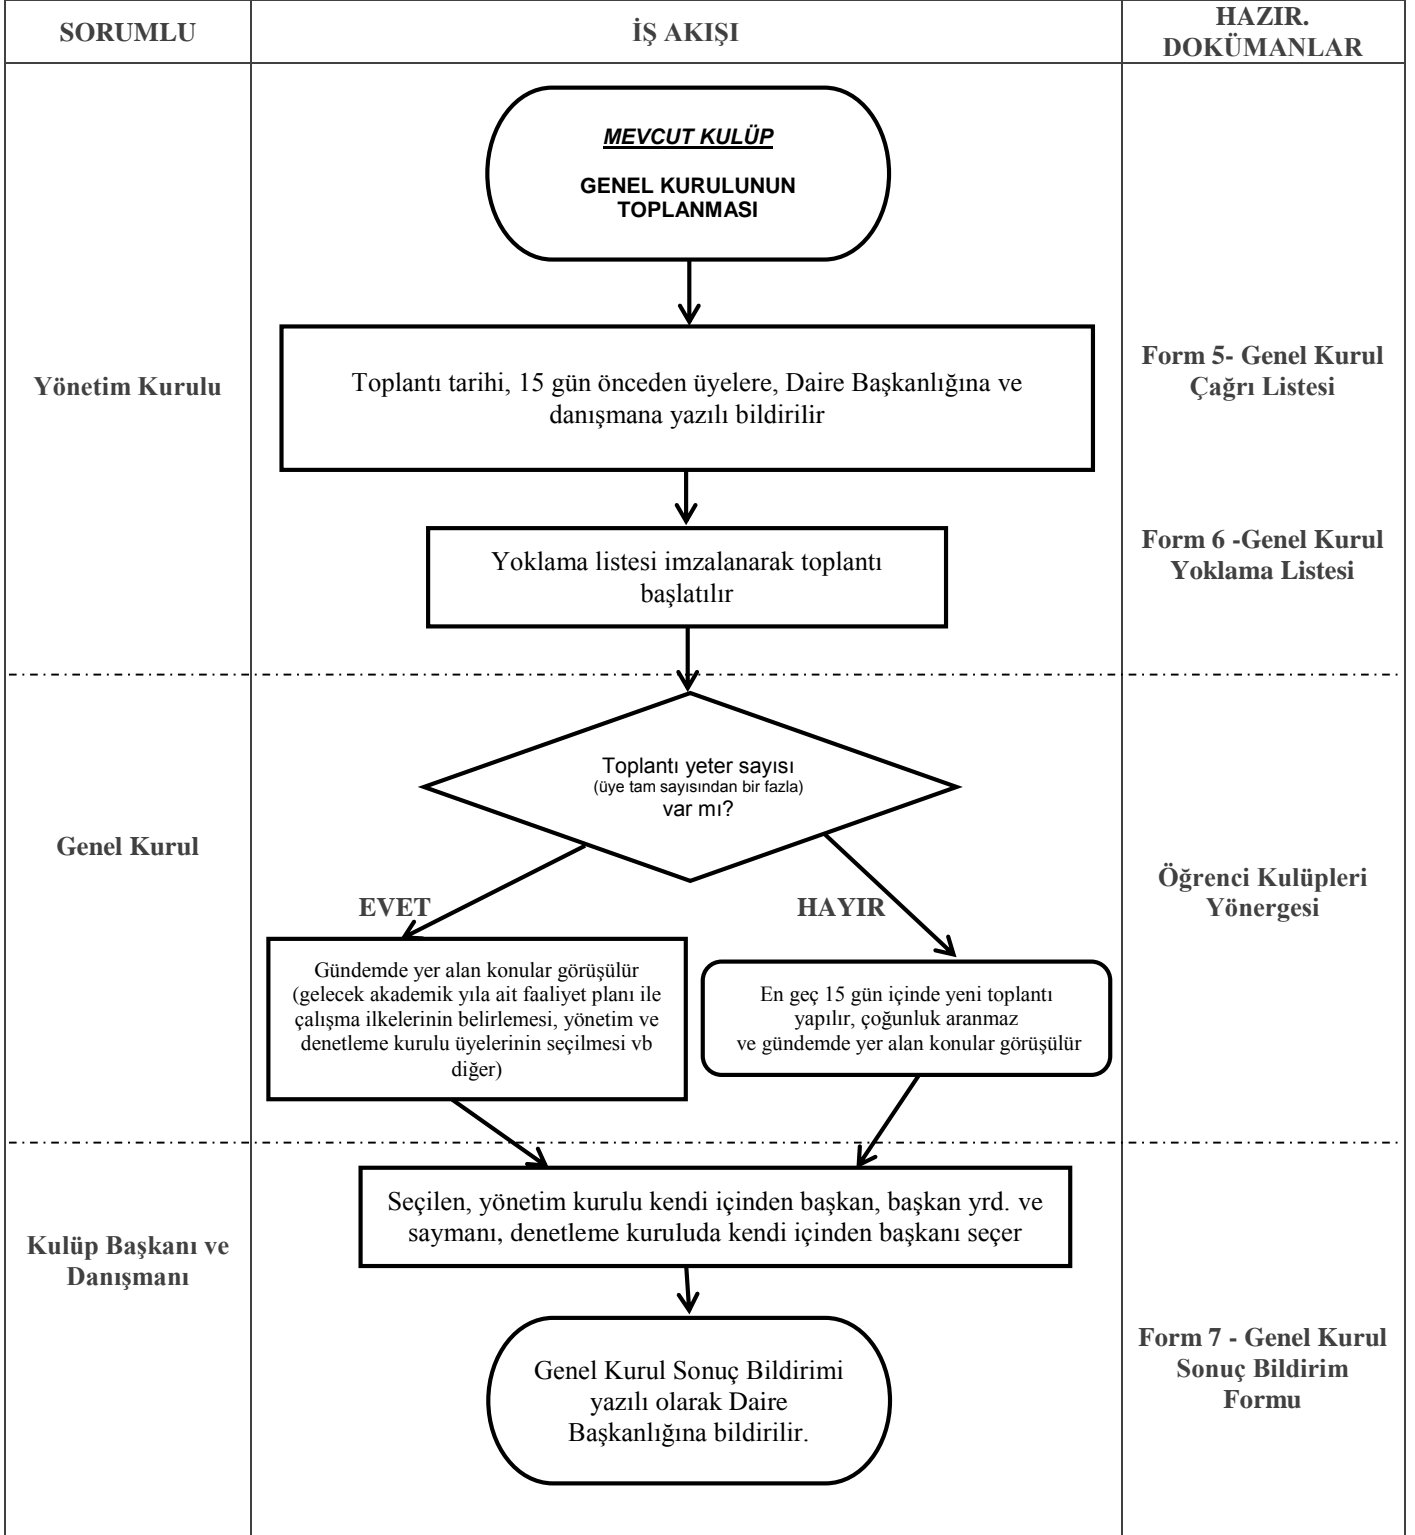 SORUMLU
İŞ AKIŞI
HAZIR.
DOKÜMANLAR
MEVCUT KULÜP
GENEL KURULUNUN
TOPLANMASI
Yönetim Kurulu
Toplantı tarihi, 15 gün önceden üyelere, Daire Başkanlığına ve
danışmana yazılı bildirilir
Form 5- Genel Kurul
Çağrı Listesi
Yoklama listesi imzalanarak toplantı
başlatılır
Form 6 -Genel Kurul
Yoklama Listesi
Genel Kurul
Toplantı yeter sayısı
(üye tam sayısından bir fazla)
var mı?
Öğrenci Kulüpleri
Yönergesi
EVET
HAYIR
Gündemde yer alan konular görüşülür
(gelecek akademik yıla ait faaliyet planı ile
çalışma ilkelerinin belirlemesi, yönetim ve
denetleme kurulu üyelerinin seçilmesi vb
diğer)
En geç 15 gün içinde yeni toplantı
yapılır, çoğunluk aranmaz
ve gündemde yer alan konular görüşülür
Kulüp Başkanı ve
Danışmanı
Seçilen, yönetim kurulu kendi içinden başkan, başkan yrd. ve
saymanı, denetleme kuruluda kendi içinden başkanı seçer
Genel Kurul Sonuç Bildirimi
yazılı olarak Daire
Başkanlığına bildirilir.
Form 7 - Genel Kurul
Sonuç Bildirim
Formu